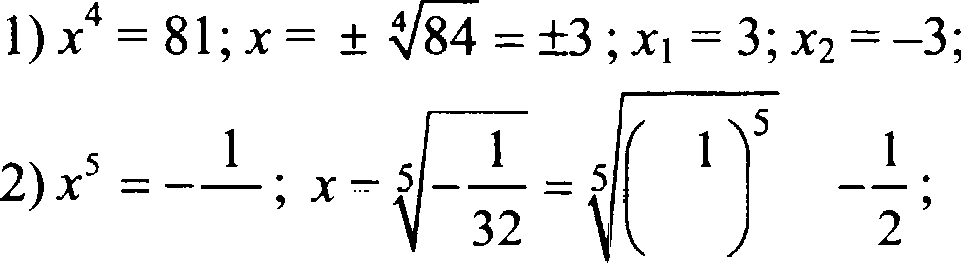 1) x⁴ = 81; x = ± ⁴√84 = ±3 ; x₁ = 3; x₂ = –3;
2) x⁵ = –1/ ; x = ⁵√(–1/32) = ⁵√( 1 )⁵ –1/2 ;